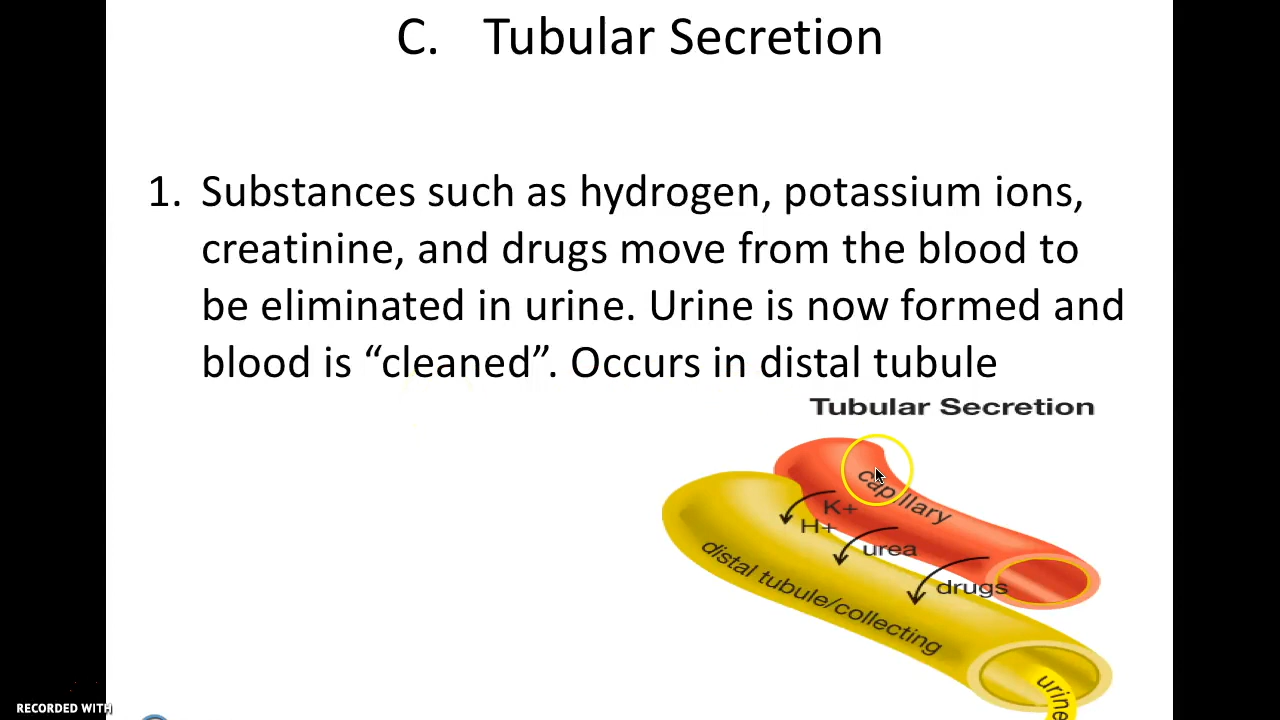 C. Tubular Secretion
1. Substances such as hydrogen, potassium ions,
creatinine, and drugs move from the blood to
be eliminated in urine. Urine is now formed and
blood is “cleaned”. Occurs in distal tubule
Tubular Secretion
capillary
K+
H+
urea
drugs
distal tubule/collecting
urine
RECORDED WITH